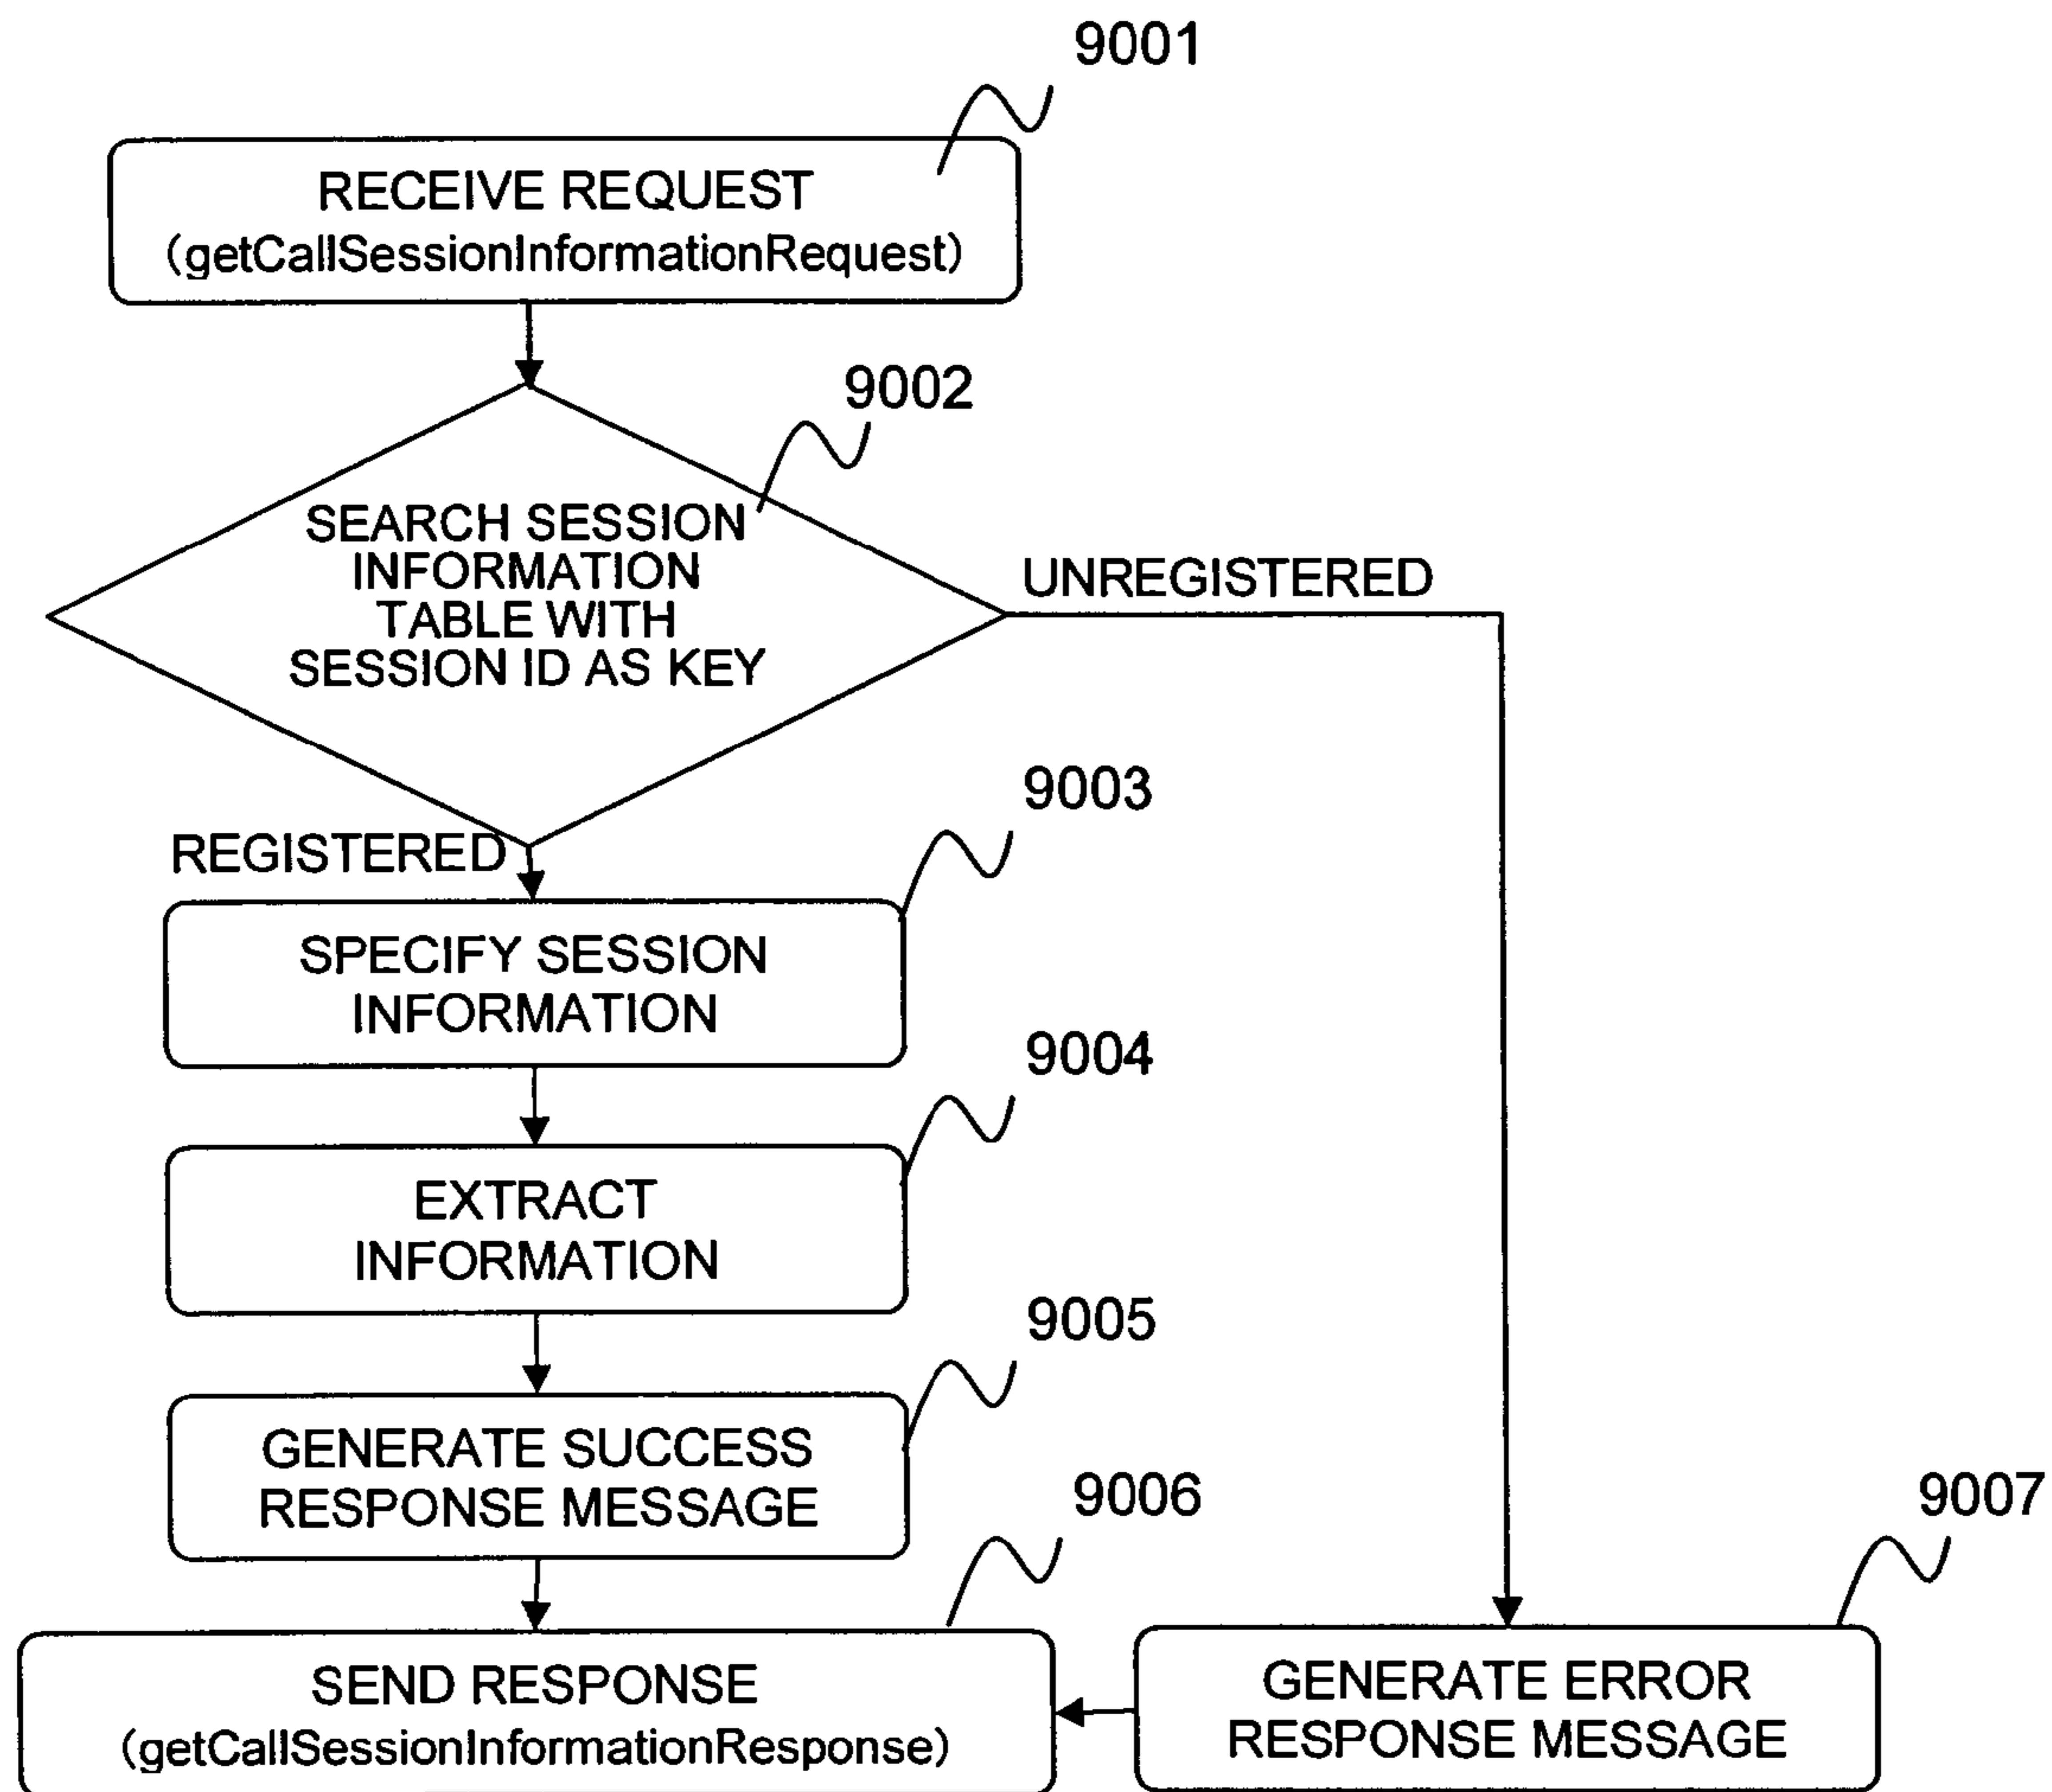 9001
RECEIVE REQUEST
(getCallSessionInformationRequest)
9002
SEARCH SESSION
INFORMATION
TABLE WITH
SESSION ID AS KEY
UNREGISTERED
REGISTERED
9003
SPECIFY SESSION
INFORMATION
9004
EXTRACT
INFORMATION
9005
GENERATE SUCCESS
RESPONSE MESSAGE
9006
SEND RESPONSE
(getCallSessionInformationResponse)
9007
GENERATE ERROR
RESPONSE MESSAGE